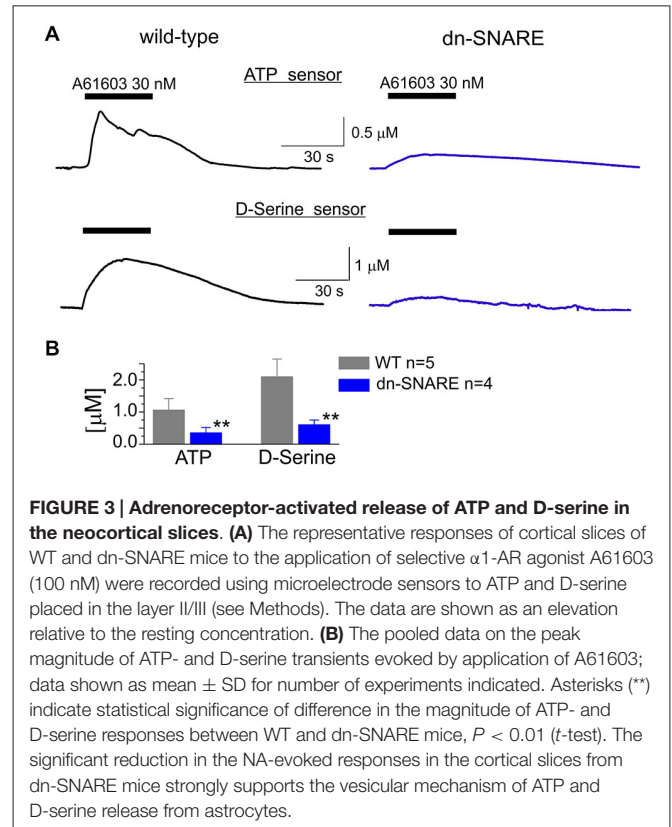 A
wild-type
dn-SNARE
ATP sensor
A61603 30 nM
A61603 30 nM
0.5 μM
30 s
D-Serine sensor
1 μM
30 s
B
[μM]
2.0
1.0
0.0
**
**
ATP
D-Serine
WT n=5
dn-SNARE n=4
FIGURE 3 | Adrenoreceptor-activated release of ATP and D-serine in
the neocortical slices. (A) The representative responses of cortical slices of
WT and dn-SNARE mice to the application of selective α1-AR agonist A61603
(100 nM) were recorded using microelectrode sensors to ATP and D-serine
placed in the layer II/III (see Methods). The data are shown as an elevation
relative to the resting concentration. (B) The pooled data on the peak
magnitude of ATP- and D-serine transients evoked by application of A61603;
data shown as mean ± SD for number of experiments indicated. Asterisks (**)
indicate statistical significance of difference in the magnitude of ATP- and
D-serine responses between WT and dn-SNARE mice, P < 0.01 (t-test). The
significant reduction in the NA-evoked responses in the cortical slices from
dn-SNARE mice strongly supports the vesicular mechanism of ATP and
D-serine release from astrocytes.